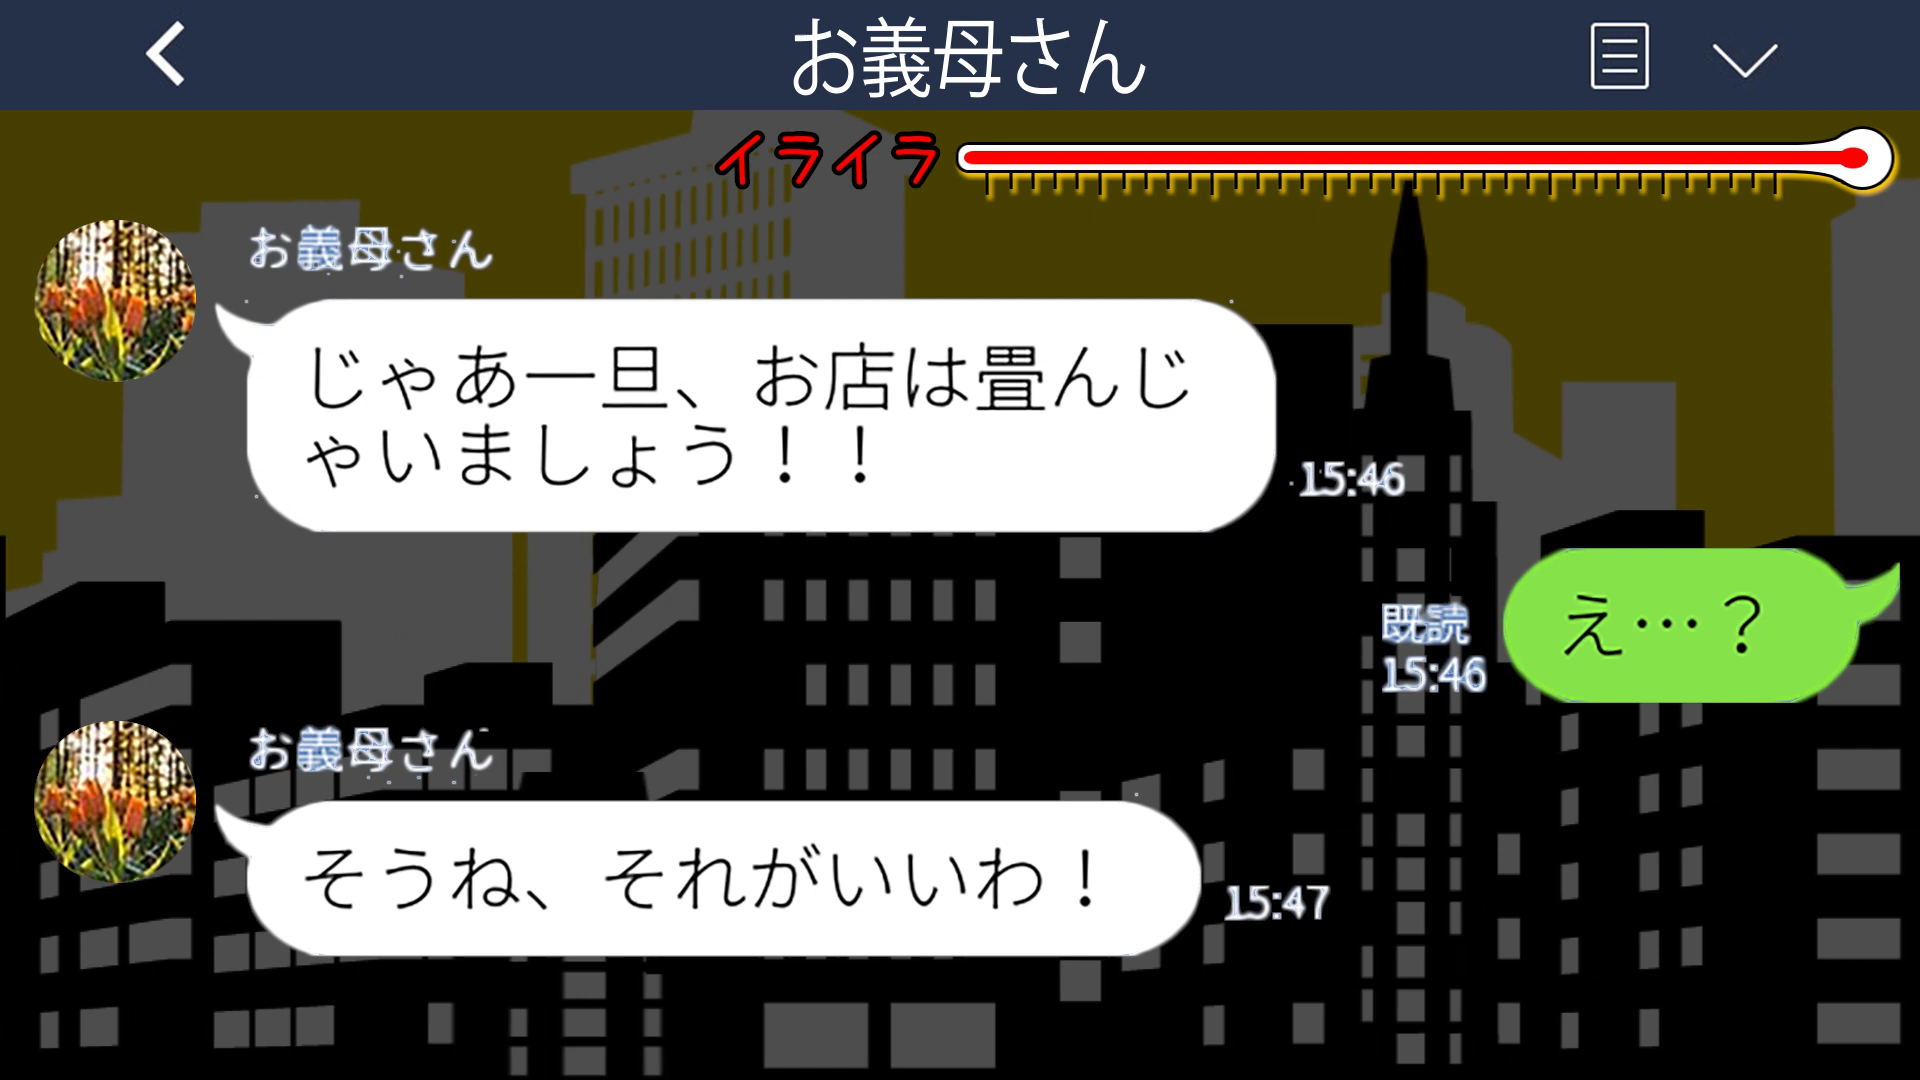 お義母さん
イライラ
お義母さん
じゃあ一旦、お店は畳んじ
ゃいましょう！！
15:46
え…？
既読
15:46
お義母さん
そうね、それがいいわ！
15:47